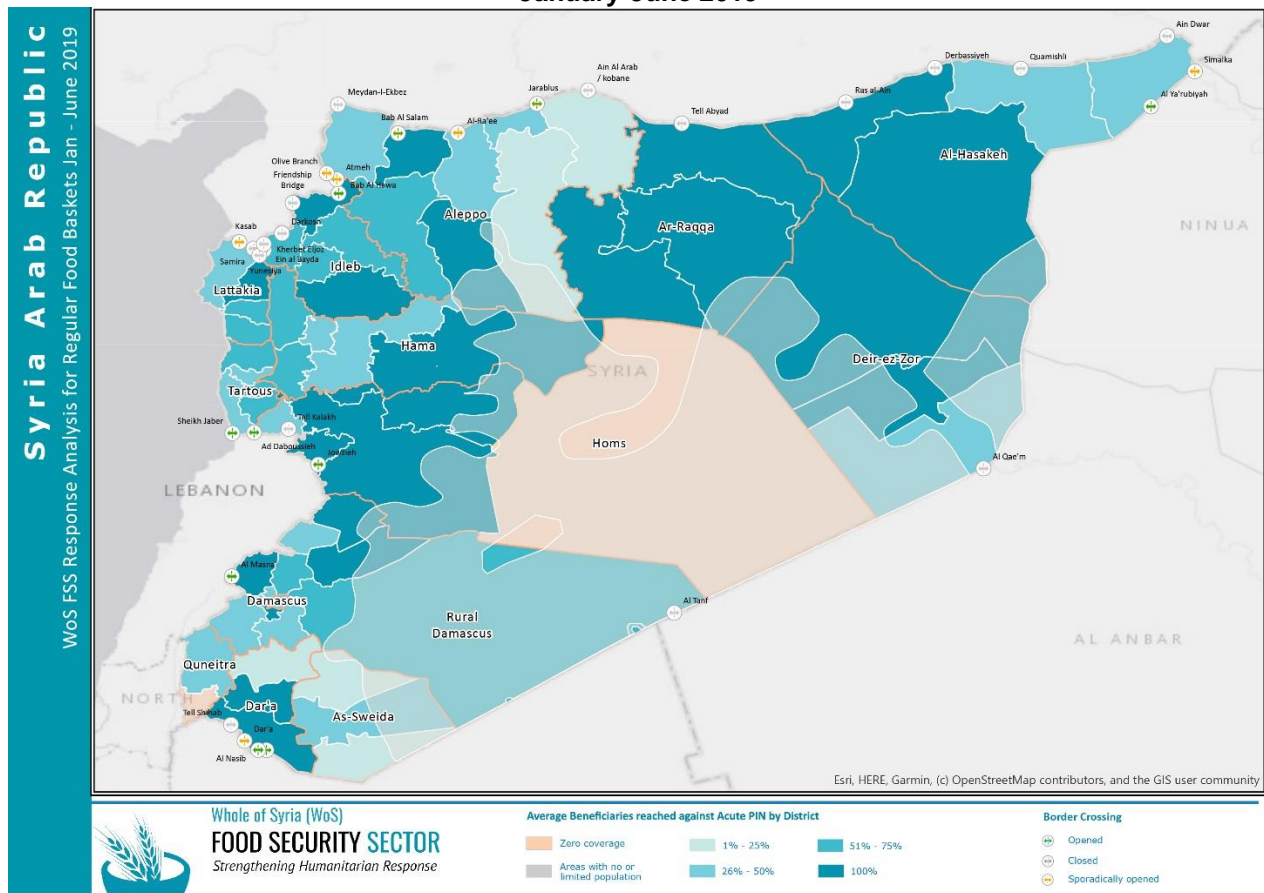 January-June 2019
Syria Arab Republic
WoS FSS Response Analysis for Regular Food Baskets Jan - June 2019
Ain Dwar
Derbassiyeh
Quamishli
Simalka
Ain Al Arab
/ kobane
Meydan-I-Ekbez
Jarablus
Ras al-Ain
Al Ya'rubiyah
Bab Al Salam
Al-Ra'ee
Tell Abyad
Al-Hasakeh
Olive Branch
Atmeh
Friendship
Bridge
Bab Al Hawa
Aleppo
Ar-Raqqa
NINUA
Kasab
Darkosh
Kherbet Eljoz
Samira
Ein al Bayda
Yunesiya
Idleb
Lattakia
Hama
Deir-ez-Zor
SYRIA
Tartous
Sheikh Jaber
Tall Kalakh
Ad Daboussieh
Homs
Jowzieh
Al Qae'm
LEBANON
Al Masna
Damascus
Al Tanf
Rural
Damascus
AL ANBAR
Quneitra
NORTH
Tell Shihab
Dar'a
As-Sweida
Dar'a
Al Nasib
Esri, HERE, Garmin, (c) OpenStreetMap contributors, and the GIS user community
Whole of Syria (WoS)
FOOD SECURITY SECTOR
Strengthening Humanitarian Response
Average Beneficiaries reached against Acute PIN by District
Zero coverage
1% - 25%
51% - 75%
Areas with no or
limited population
26% - 50%
100%
Border Crossing
Opened
Closed
Sporadically opened